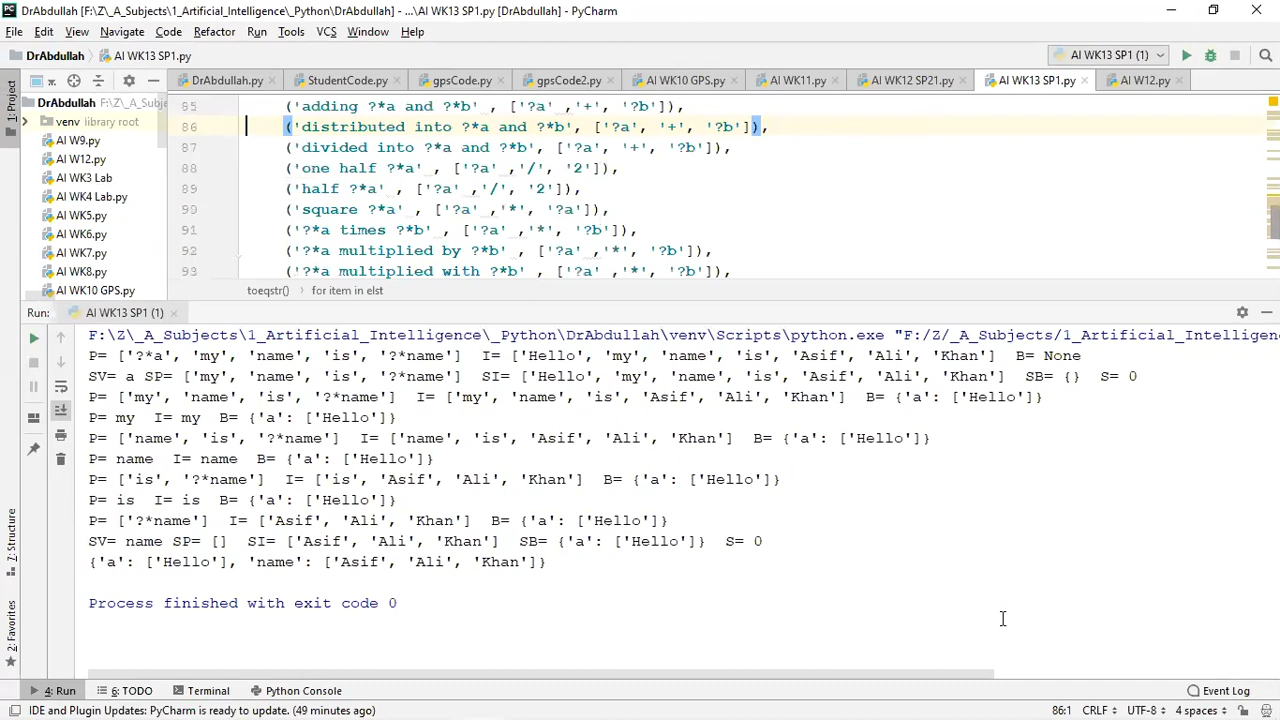 DrAbdullah [F:\Z\_A_Subjects\1_Artificial_Intelligence\_Python\DrAbdullah] - ...\AI WK13 SP1.py [DrAbdullah] - PyCharm
File Edit View Navigate Code Refactor Run Tools VCS Window Help
DrAbdullah AI WK13 SP1.py AI WK13 SP1 (1)
DrAbdullah.py StudentCode.py gpsCode.py gpsCode2.py AI WK10 GPS.py AI WK11.py AI WK12 SP21.py AI WK13 SP1.py AI W12.py
1: Project
DrAbdullah F:\Z\_A_Subje
venv library root
AI W9.py
AI W12.py
AI WK3 Lab
AI WK4 Lab.py
AI WK5.py
AI WK6.py
AI WK7.py
AI WK8.py
AI WK10 GPS.py
85 ('adding ?*a and ?*b' , ['?a' ,'+', '?b']),
86 ('distributed into ?*a and ?*b', ['?a', '+', '?b']),
87 ('divided into ?*a and ?*b', ['?a', '+', '?b']),
88 ('one half ?*a' , ['?a' ,'/', '2']),
89 ('half ?*a' , ['?a' ,'/', '2']),
90 ('square ?*a' , ['?a' ,'*', '?a']),
91 ('?*a times ?*b' , ['?a' ,'*', '?b']),
92 ('?*a multiplied by ?*b' , ['?a' ,'*', '?b']),
93 ('?*a multiplied with ?*b' , ['?a' ,'*', '?b']),
toeqstr() for item in elst
Run: AI WK13 SP1 (1)
F:\Z\_A_Subjects\1_Artificial_Intelligence\_Python\DrAbdullah\venv\Scripts\python.exe "F:/Z/_A_Subjects/1_Artificial_Intelligence
P= ['?*a', 'my', 'name', 'is', '?*name'] I= ['Hello', 'my', 'name', 'is', 'Asif', 'Ali', 'Khan'] B= None
SV= a SP= ['my', 'name', 'is', '?*name'] SI= ['Hello', 'my', 'name', 'is', 'Asif', 'Ali', 'Khan'] SB= {} S= 0
P= ['my', 'name', 'is', '?*name'] I= ['my', 'name', 'is', 'Asif', 'Ali', 'Khan'] B= {'a': ['Hello']}
P= my I= my B= {'a': ['Hello']}
P= ['name', 'is', '?*name'] I= ['name', 'is', 'Asif', 'Ali', 'Khan'] B= {'a': ['Hello']}
P= name I= name B= {'a': ['Hello']}
P= ['is', '?*name'] I= ['is', 'Asif', 'Ali', 'Khan'] B= {'a': ['Hello']}
P= is I= is B= {'a': ['Hello']}
P= ['?*name'] I= ['Asif', 'Ali', 'Khan'] B= {'a': ['Hello']}
SV= name SP= [] SI= ['Asif', 'Ali', 'Khan'] SB= {'a': ['Hello']} S= 0
{'a': ['Hello'], 'name': ['Asif', 'Ali', 'Khan']}
Process finished with exit code 0
7: Structure
2: Favorites
4: Run 6: TODO Terminal Python Console Event Log
IDE and Plugin Updates: PyCharm is ready to update. (49 minutes ago) 86:1 CRLF UTF-8 4 spaces